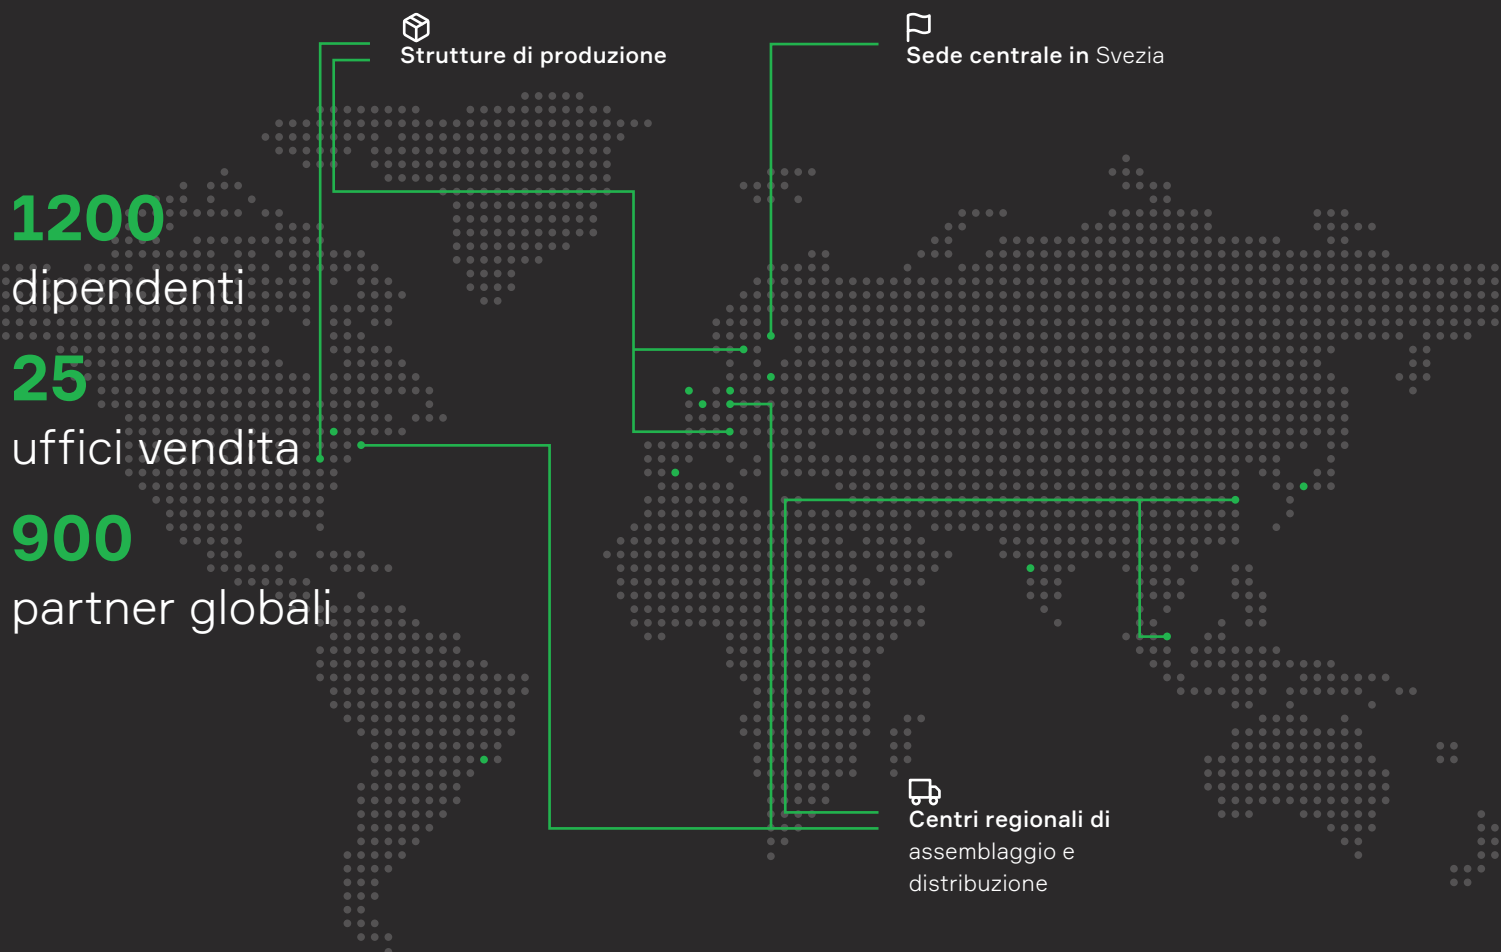 Strutture di produzione
Sede centrale in Svezia
1200
dipendenti
25
uffici vendita
900
partner globali
Centri regionali di
assemblaggio e
distribuzione